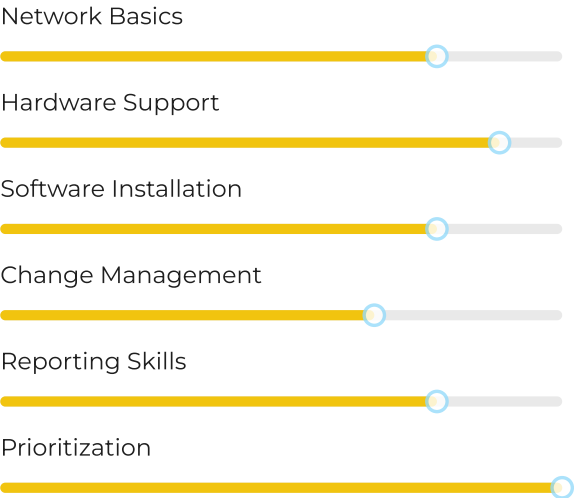 Network Basics
Hardware Support
Software Installation
Change Management
Reporting Skills
Prioritization